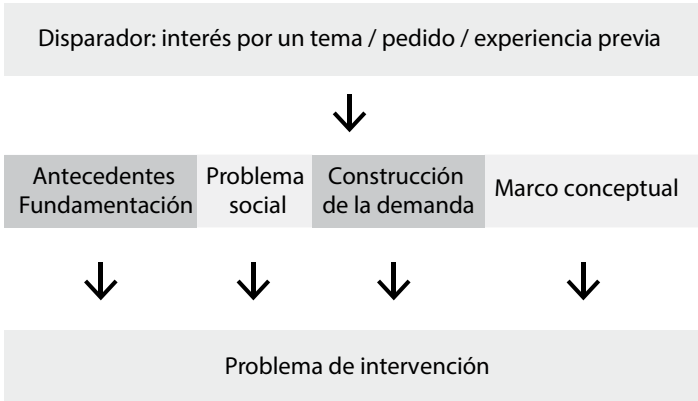 Disparador: interés por un tema / pedido / experiencia previa
Antecedentes
Fundamentación
Problema
social
Construcción
de la demanda
Marco conceptual
Problema de intervención